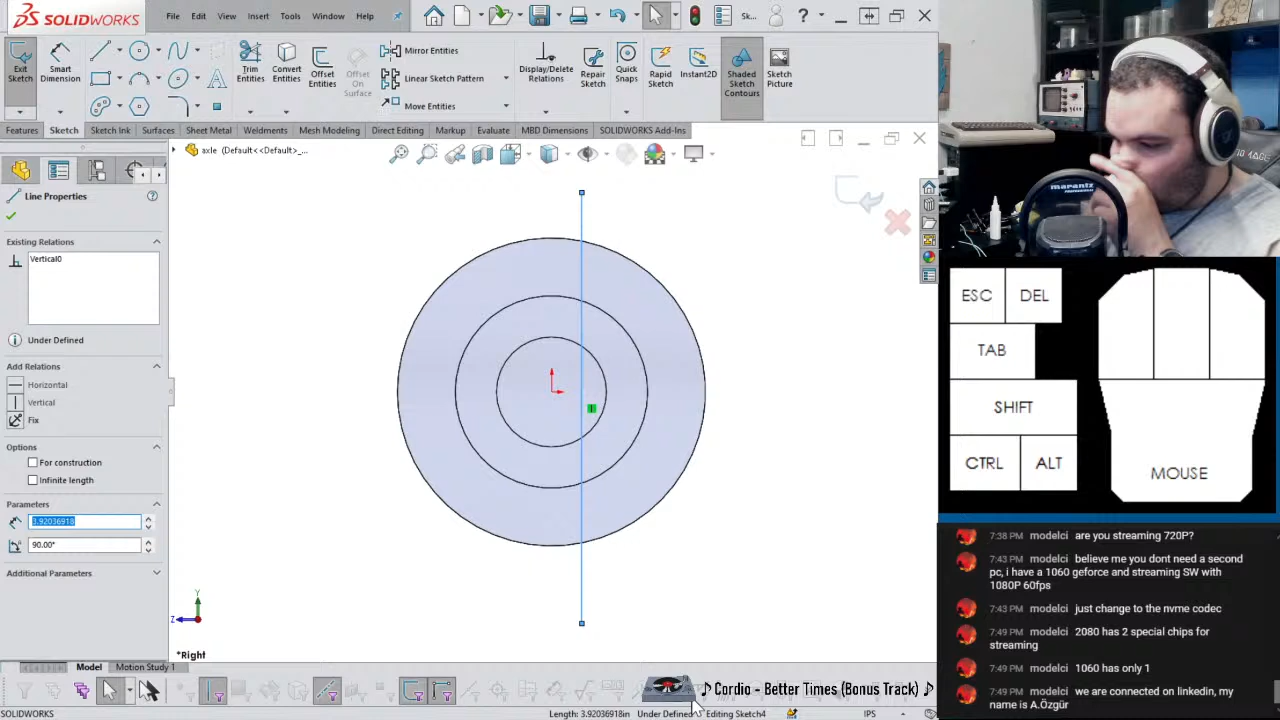 SOLIDWORKS
File Edit View Insert Tools Window Help
Sk...
Exit Sketch
Smart Dimension
Trim Entities
Convert Entities
Offset Entities
Offset On Surface
Mirror Entities
Linear Sketch Pattern
Move Entities
Display/Delete Relations
Repair Sketch
Quick Snaps
Rapid Sketch
Instant2D
Shaded Sketch Contours
Sketch Picture
Features Sketch Sketch Ink Surfaces Sheet Metal Weldments Mesh Modeling Direct Editing Markup Evaluate MBD Dimensions SOLIDWORKS Add-Ins
axle (Default<<Default>_...
Line Properties
Existing Relations
Vertical0
Under Defined
Add Relations
Horizontal
Vertical
Fix
Options
For construction
Infinite length
Parameters
3.92036918
90.00°
Additional Parameters
Y
Z
*Right
Model Motion Study 1
♪ Cordio - Better Times (Bonus Track) ♪
Length: 3.92036918in Under Defined Editing Sketch4 IPS
marantz
PROFESSIONAL
ESC DEL
TAB
SHIFT
CTRL ALT
MOUSE
7:38 PM modelci are you streaming 720P?
7:43 PM modelci believe me you dont need a second
pc, i have a 1060 geforce and streaming SW with
1080P 60fps
7:43 PM modelci just change to the nvme codec
7:49 PM modelci 2080 has 2 special chips for
streaming
7:49 PM modelci 1060 has only 1
7:49 PM modelci we are connected on linkedin, my
name is A.Özgür